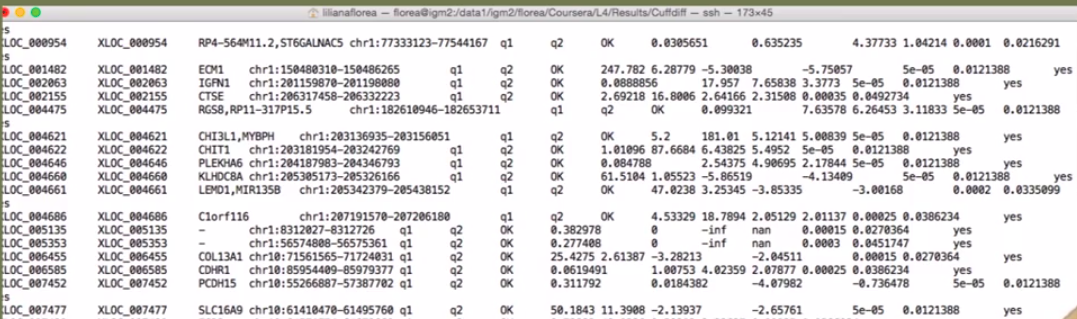 lilianaflorea — florea@igm2:/data1/igm2/florea/Coursera/L4/Results/Cuffdiff — ssh — 173×45
es
XLOC_000954 XLOC_000954 RP4-564M11.2,ST6GALNAC5 chr1:77333123-77544167 q1 q2 OK 0.0305651 0.635235 4.37733 1.04214 0.0001 0.0216291
es
XLOC_001482 XLOC_001482 ECM1 chr1:150480310-150486265 q1 q2 OK 247.782 6.28779 -5.30038 -5.75057 5e-05 0.0121388 yes
XLOC_002063 XLOC_002063 IGFN1 chr1:201159870-201198080 q1 q2 OK 0.0888856 17.957 7.65838 3.3773 5e-05 0.0121388 yes
XLOC_002155 XLOC_002155 CTSE chr1:206317458-206332223 q1 q2 OK 2.69218 16.8006 2.64166 2.31508 0.00035 0.0492734 yes
XLOC_004475 XLOC_004475 RGS8,RP11-317P15.5 chr1:182610946-182653711 q1 q2 OK 0.099321 7.63578 6.26453 3.11833 5e-05 0.0121388
es
XLOC_004621 XLOC_004621 CHI3L1,MYBPH chr1:203136935-203156051 q1 q2 OK 5.2 181.01 5.12141 5.00839 5e-05 0.0121388 yes
XLOC_004622 XLOC_004622 CHIT1 chr1:203181954-203242769 q1 q2 OK 1.01096 87.6684 6.43825 5.4952 5e-05 0.0121388 yes
XLOC_004646 XLOC_004646 PLEKHA6 chr1:204187983-204346793 q1 q2 OK 0.084788 2.54375 4.90695 2.17844 5e-05 0.0121388 yes
XLOC_004660 XLOC_004660 KLHDC8A chr1:205305173-205326166 q1 q2 OK 61.5104 1.05523 -5.86519 -4.13409 5e-05 0.0121388 yes
XLOC_004661 XLOC_004661 LEMD1,MIR135B chr1:205342379-205438152 q1 q2 OK 47.0238 3.25345 -3.85335 -3.00168 0.0002 0.0335099
es
XLOC_004686 XLOC_004686 C1orf116 chr1:207191570-207206180 q1 q2 OK 4.53329 18.7894 2.05129 2.01137 0.00025 0.0386234 yes
XLOC_005135 XLOC_005135 - chr1:8312027-8312726 q1 q2 OK 0.382978 0 -inf nan 0.00015 0.0270364 yes
XLOC_005353 XLOC_005353 - chr1:56574808-56575361 q1 q2 OK 0.277408 0 -inf nan 0.0003 0.0451747 yes
XLOC_006455 XLOC_006455 COL13A1 chr10:71561565-71724031 q1 q2 OK 25.4275 2.61387 -3.28213 -2.04511 0.00015 0.0270364 yes
XLOC_006585 XLOC_006585 CDHR1 chr10:85954409-85979377 q1 q2 OK 0.0619491 1.00753 4.02359 2.07877 0.00025 0.0386234 yes
XLOC_007452 XLOC_007452 PCDH15 chr10:55266887-57387702 q1 q2 OK 0.311792 0.0184382 -4.07982 -0.736478 5e-05 0.0121388
es
XLOC_007477 XLOC_007477 SLC16A9 chr10:61410470-61495760 q1 q2 OK 50.1843 11.3908 -2.13937 -2.65761 5e-05 0.0121388 yes